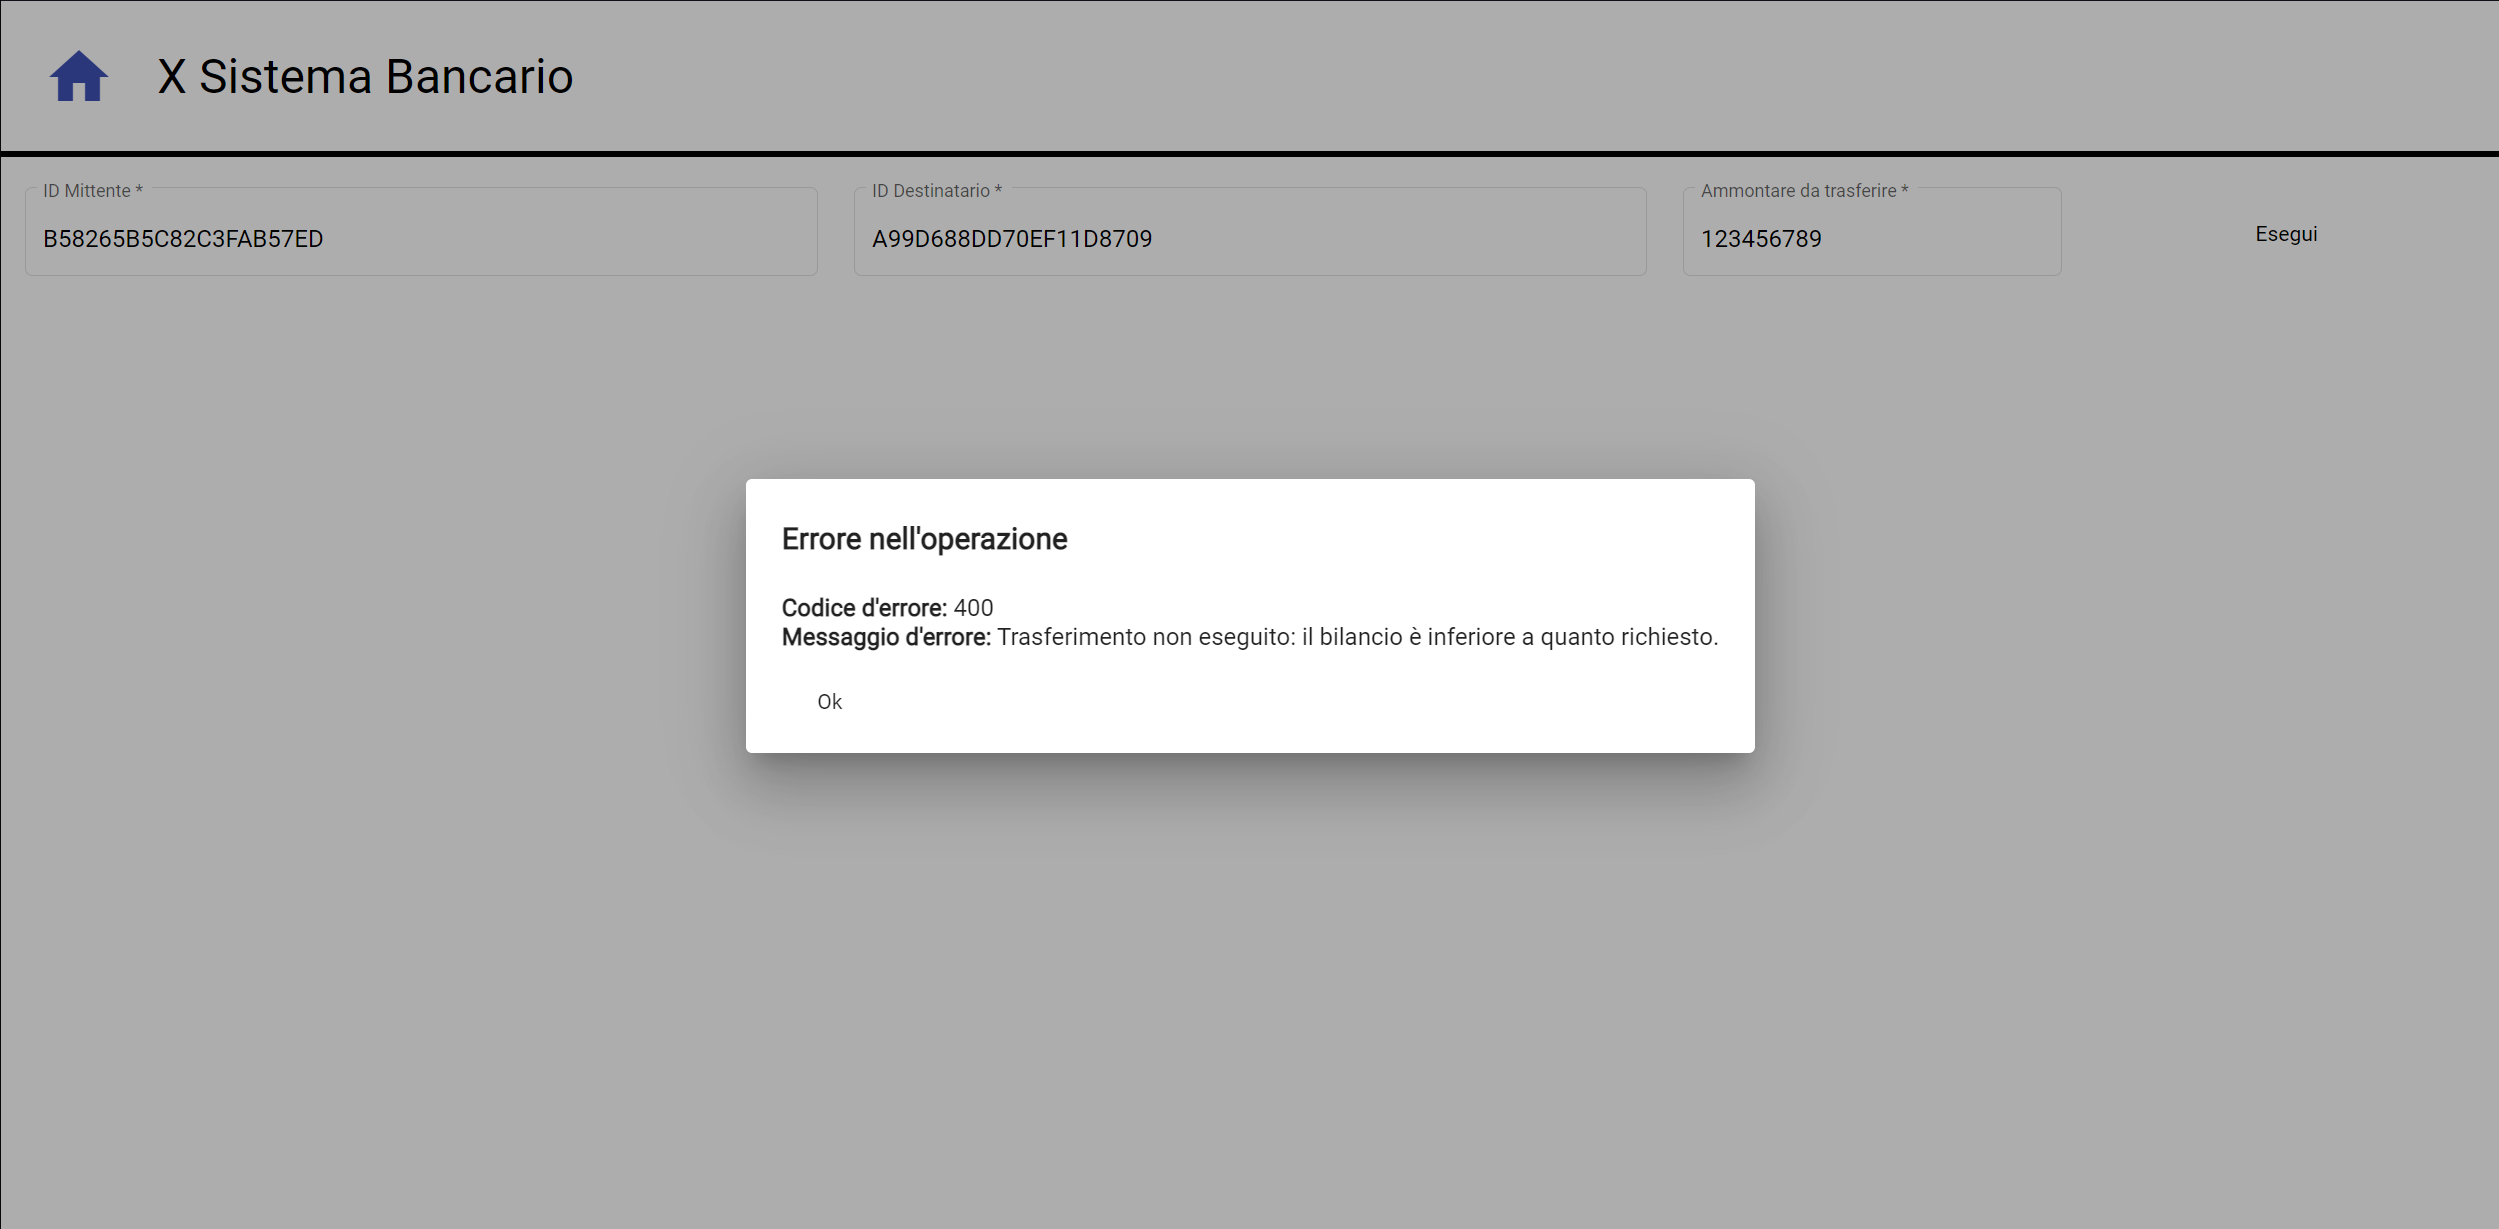 X Sistema Bancario
ID Mittente *
B58265B5C82C3FAB57ED
ID Destinatario *
A99D688DD70EF11D8709
Ammontare da trasferire *
123456789
Esegui
Errore nell'operazione
Codice d'errore: 400
Messaggio d'errore: Trasferimento non eseguito: il bilancio è inferiore a quanto richiesto.
Ok